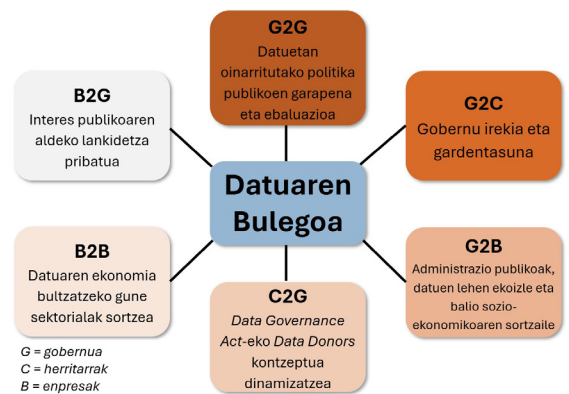 G2G
Datuetan
oinarritutako politika
publikoen garapena
eta ebaluazioa
B2G
Interes publikoaren
aldeko lankidetza
pribatua
G2C
Gobernu irekia eta
gardentasuna
Datuaren
Bulegoa
B2B
Datuaren ekonomia
bultzatzeko gune
sektorialak sortzea
G2B
Administrazio publikoak,
datuen lehen ekoizle eta
balio sozio-
ekonomikoaren sortzaile
C2G
Data Governance
Act-eko Data Donors
kontzeptua
dinamizatzea
G = gobernua
C = herritarrak
B = enpresak